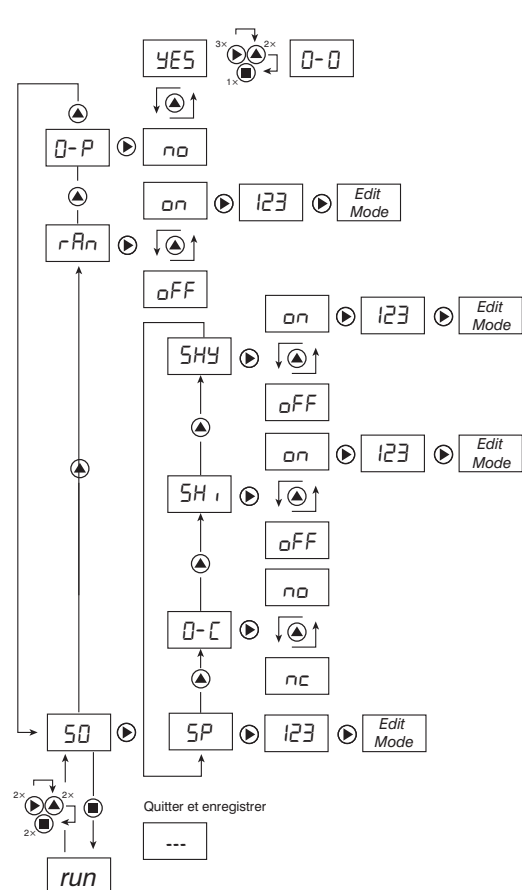 YES 3× 2× 1× 0-0
0-P no
on 123 Edit Mode
rAn
oFF
on 123 Edit Mode
SHY
oFF
on 123 Edit Mode
SHi
oFF
no
0-C
nc
SO SP 123 Edit Mode
2× 2× 2×
Quitter et enregistrer
---
run